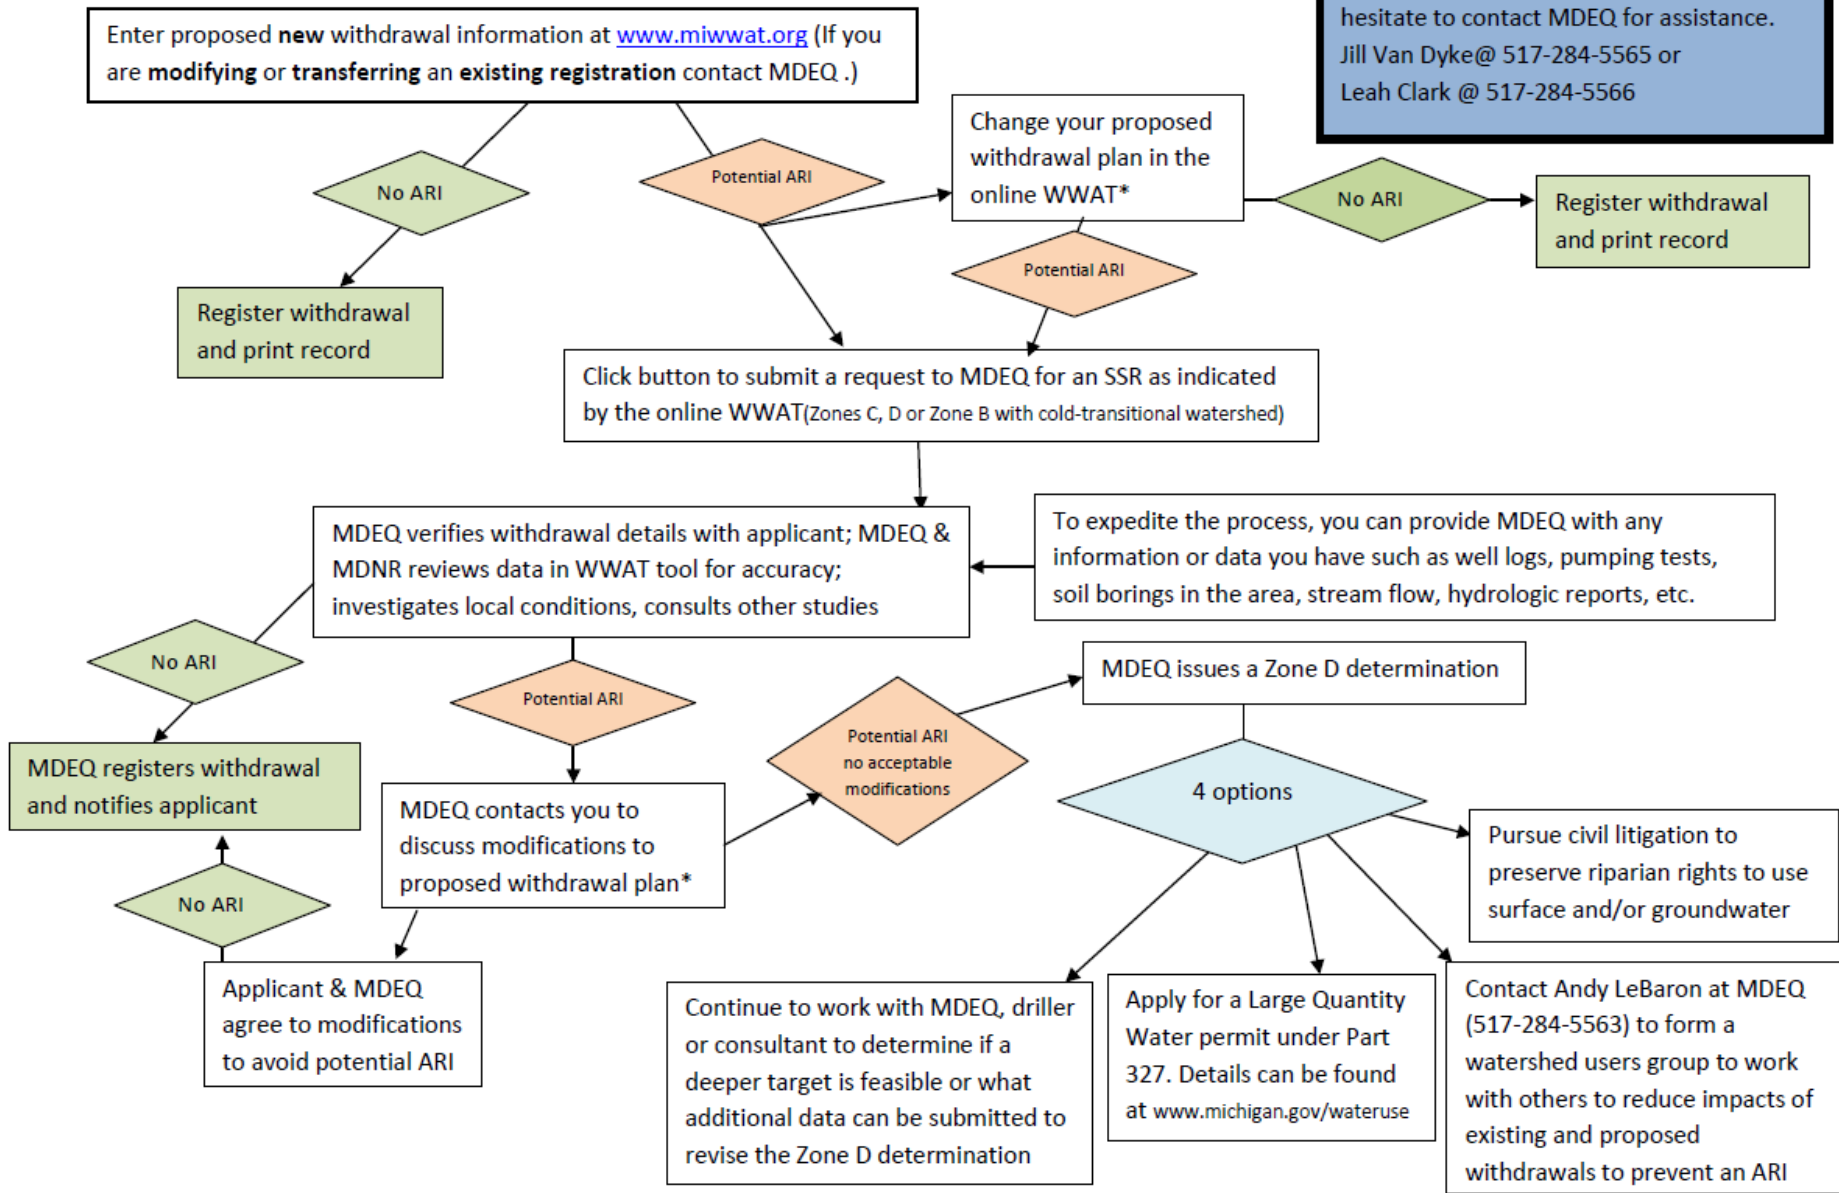 hesitate to contact MDEQ for assistance.
Jill Van Dyke@ 517-284-5565 or
Leah Clark @ 517-284-5566
Enter proposed new withdrawal information at www.miwwat.org (If you
are modifying or transferring an existing registration contact MDEQ .)
Change your proposed
withdrawal plan in the
online WWAT*
No ARI
Potential ARI
No ARI
Register withdrawal
and print record
Potential ARI
Register withdrawal
and print record
Click button to submit a request to MDEQ for an SSR as indicated
by the online WWAT(Zones C, D or Zone B with cold-transitional watershed)
MDEQ verifies withdrawal details with applicant; MDEQ &
MDNR reviews data in WWAT tool for accuracy;
investigates local conditions, consults other studies
To expedite the process, you can provide MDEQ with any
information or data you have such as well logs, pumping tests,
soil borings in the area, stream flow, hydrologic reports, etc.
No ARI
Potential ARI
MDEQ issues a Zone D determination
Potential ARI
no acceptable
modifications
MDEQ registers withdrawal
and notifies applicant
MDEQ contacts you to
discuss modifications to
proposed withdrawal plan*
4 options
Pursue civil litigation to
preserve riparian rights to use
surface and/or groundwater
No ARI
Applicant & MDEQ
agree to modifications
to avoid potential ARI
Continue to work with MDEQ, driller
or consultant to determine if a
deeper target is feasible or what
additional data can be submitted to
revise the Zone D determination
Apply for a Large Quantity
Water permit under Part
327. Details can be found
at www.michigan.gov/wateruse
Contact Andy LeBaron at MDEQ
(517-284-5563) to form a
watershed users group to work
with others to reduce impacts of
existing and proposed
withdrawals to prevent an ARI